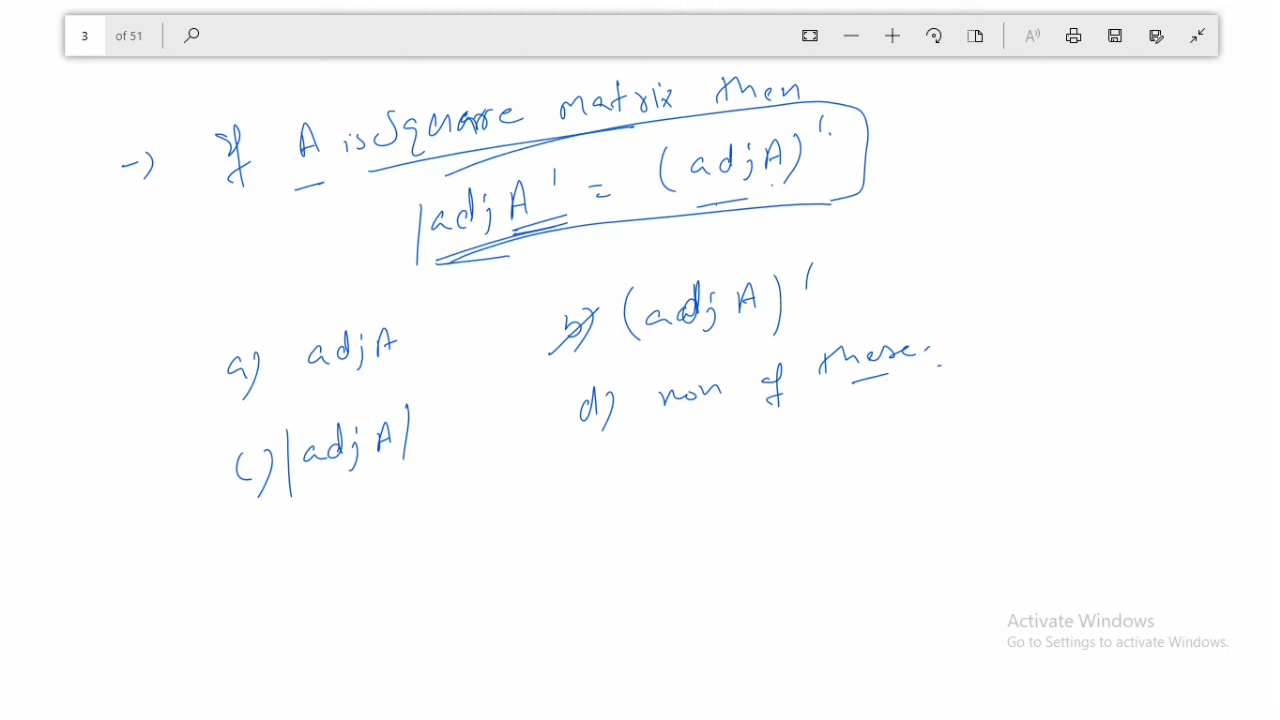 3 of 51
-) If A is Square matrix then
|adj A' = (adj A)'.
a) adj A b) (adj A)'
c) |adj A| d) non of these.
Activate Windows
Go to Settings to activate Windows.